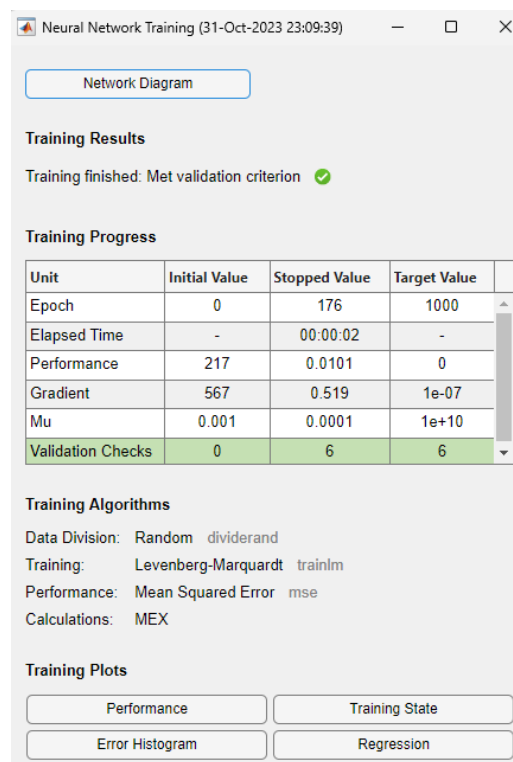 Neural Network Training (31-Oct-2023 23:09:39)
Network Diagram
Training Results
Training finished: Met validation criterion
Training Progress
Unit Initial Value Stopped Value Target Value
Epoch 0 176 1000
Elapsed Time - 00:00:02 -
Performance 217 0.0101 0
Gradient 567 0.519 1e-07
Mu 0.001 0.0001 1e+10
Validation Checks 0 6 6
Training Algorithms
Data Division: Random dividerand
Training: Levenberg-Marquardt trainlm
Performance: Mean Squared Error mse
Calculations: MEX
Training Plots
Performance Training State
Error Histogram Regression